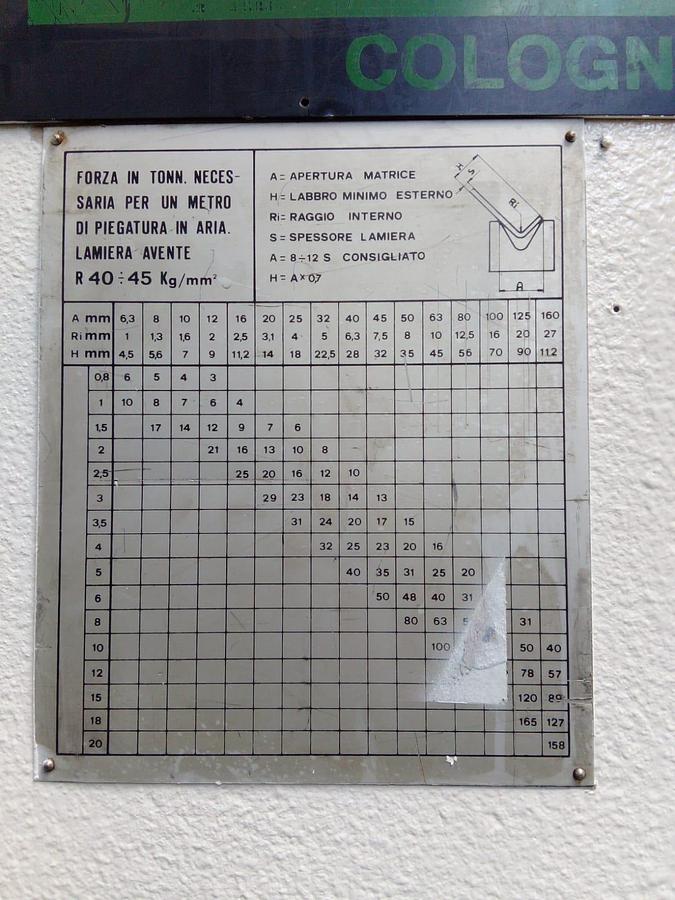 COLOGN
FORZA IN TONN. NECES-
SARIA PER UN METRO
DI PIEGATURA IN ARIA.
LAMIERA AVENTE
R 40÷45 Kg/mm²
A = APERTURA MATRICE
H = LABBRO MINIMO ESTERNO
Ri = RAGGIO INTERNO
S = SPESSORE LAMIERA
A = 8÷12 S CONSIGLIATO
H = A×0,7
H
S
Ri
A
A mm 6,3 8 10 12 16 20 25 32 40 45 50 63 80 100 125 160
Ri mm 1 1,3 1,6 2 2,5 3,1 4 5 6,3 7,5 8 10 12,5 16 20 27
H mm 4,5 5,6 7 9 11,2 14 18 22,5 28 32 35 45 56 70 90 112
0,8 6 5 4 3
1 10 8 7 6 4
1,5 17 14 12 9 7 6
2 21 16 13 10 8
2,5 25 20 16 12 10
3 29 23 18 14 13
3,5 31 24 20 17 15
4 32 25 23 20 16
5 40 35 31 25 20
6 50 48 40 31
8 80 63 31
10 100 50 40
12 78 57
15 120 89
18 165 127
20 158